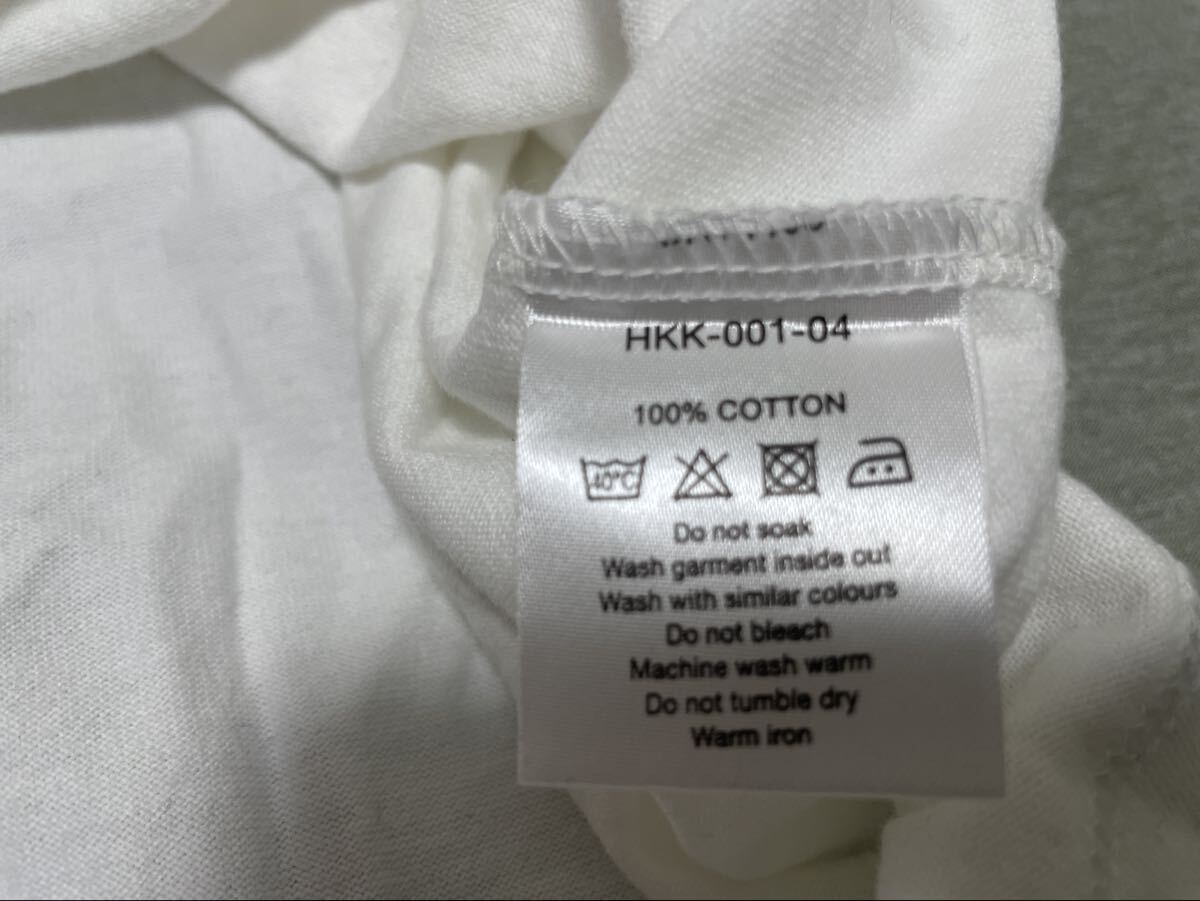 HKK-001-04
100% COTTON
40°C
Do not soak
Wash garment inside out
Wash with similar colours
Do not bleach
Machine wash warm
Do not tumble dry
Warm iron